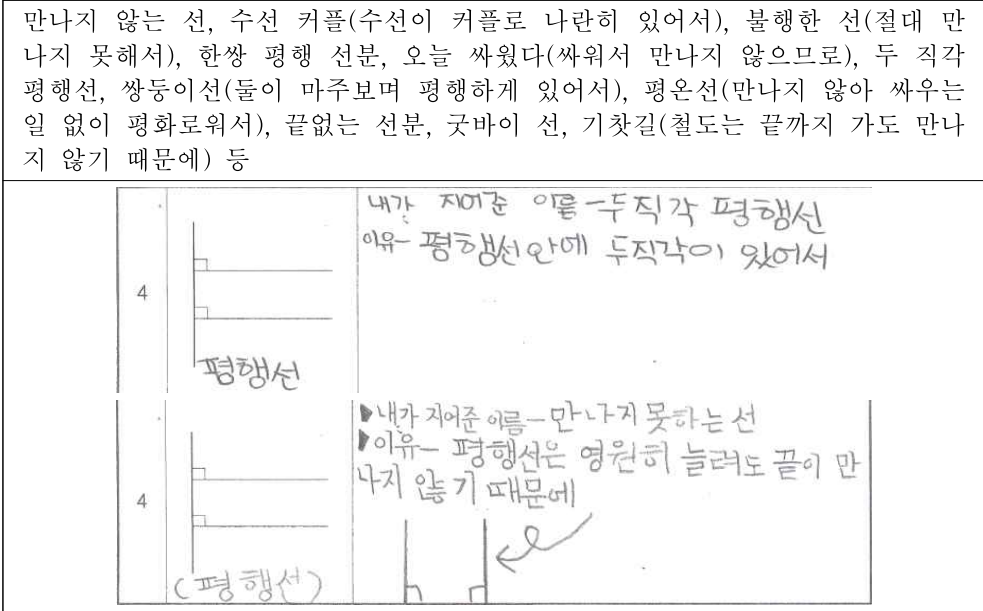 만나지 않는 선, 수선 커플(수선이 커플로 나란히 있어서), 불행한 선(절대 만
나지 못해서), 한쌍 평행 선분, 오늘 싸웠다(싸워서 만나지 않으므로), 두 직각
평행선, 쌍둥이선(둘이 마주보며 평행하게 있어서), 평온선(만나지 않아 싸우는
일 없이 평화로워서), 끝없는 선분, 굿바이 선, 기찻길(철도는 끝까지 가도 만나
지 않기 때문에) 등
내가 지어준 이름-두직각 평행선
이유- 평행선 안에 두직각이 있어서
4
평행선
▶내가 지어준 이름-만나지 못하는 선
▶이유- 평행선은 영원히 늘려도 끝이 만
나지 않기 때문에
4
(평행선)